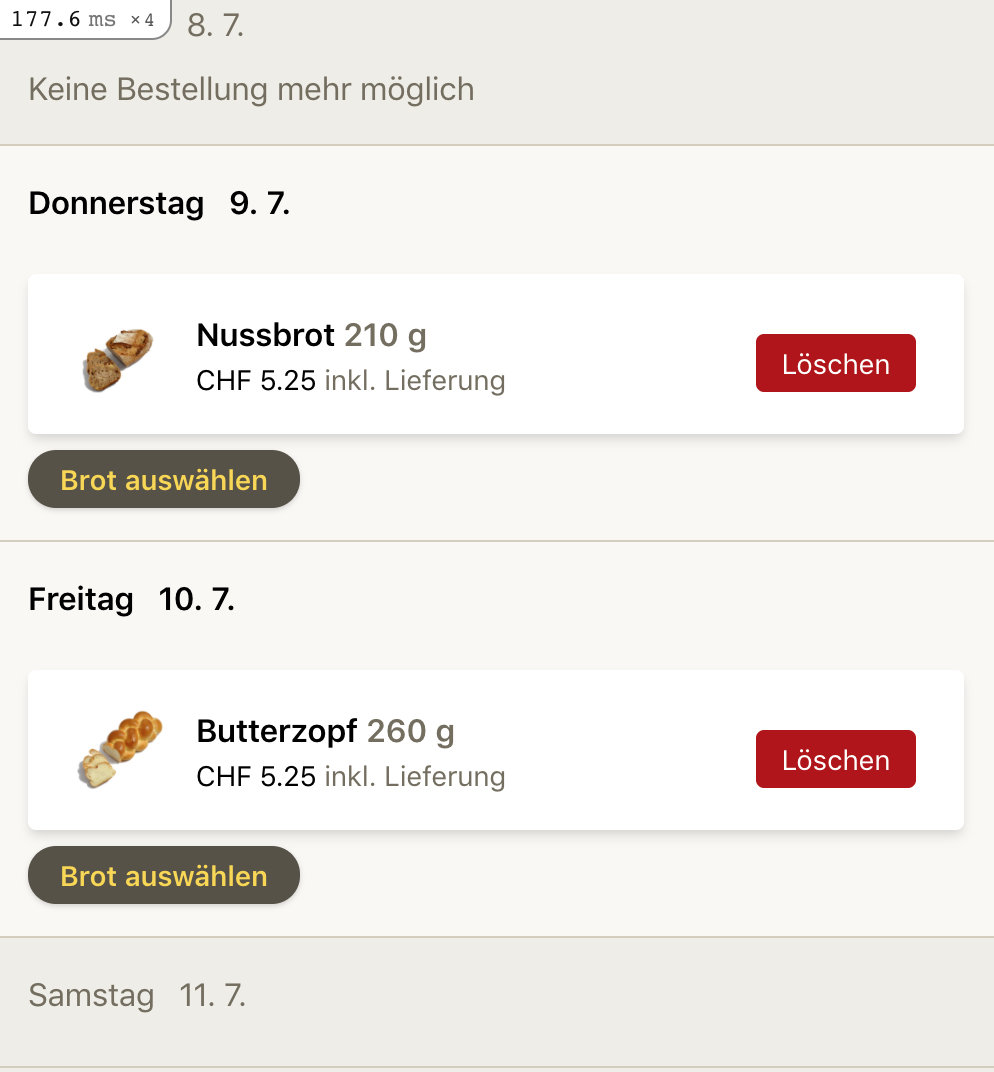 177.6 ms ×4
8. 7.
Keine Bestellung mehr möglich
Donnerstag 9. 7.
Nussbrot 210 g
CHF 5.25 inkl. Lieferung
Löschen
Brot auswählen
Freitag 10. 7.
Butterzopf 260 g
CHF 5.25 inkl. Lieferung
Löschen
Brot auswählen
Samstag 11. 7.